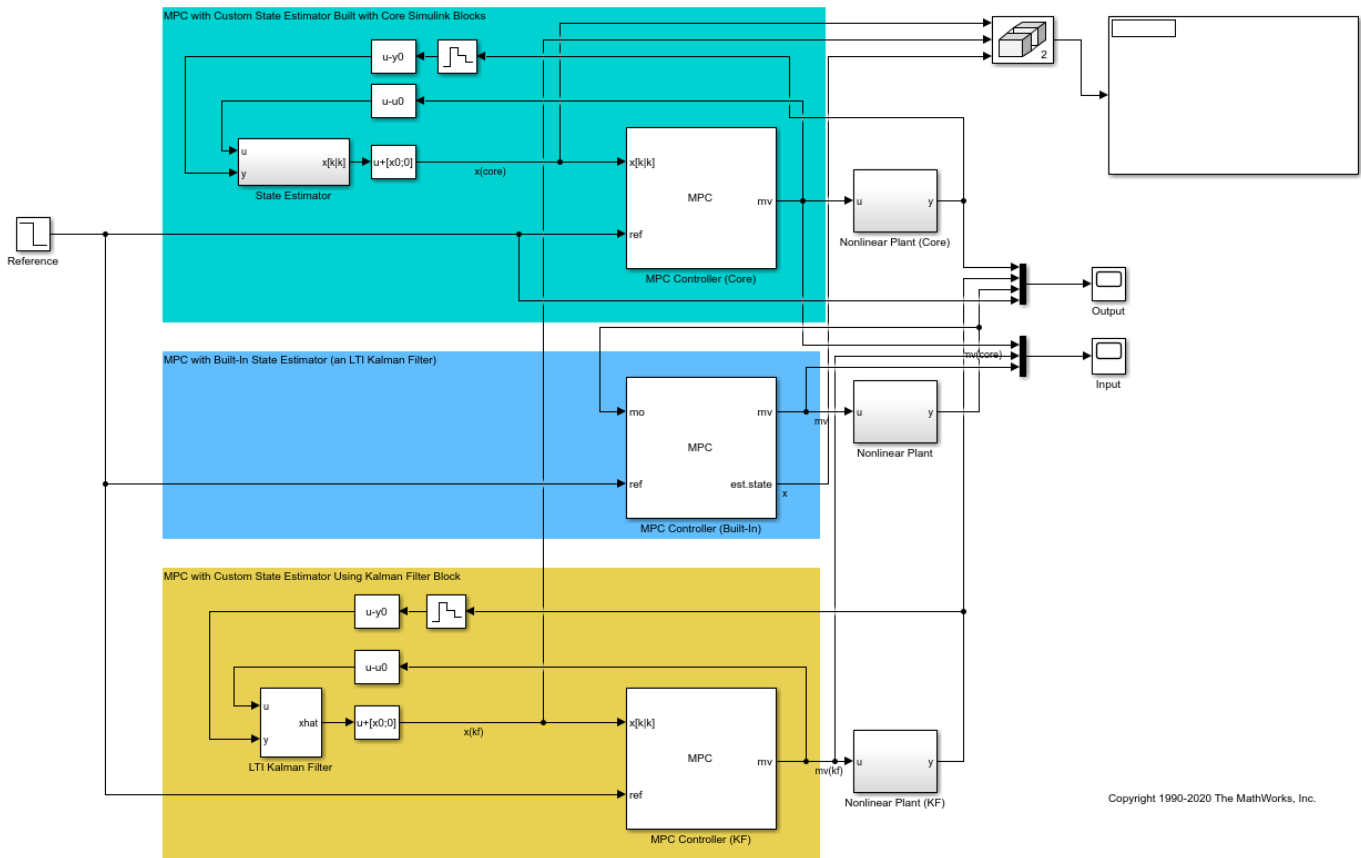 MPC with Custom State Estimator Built with Core Simulink Blocks
u-y0
2
u-u0
u
y
x[k|k]
State Estimator
u+[x0;0]
x(core)
x[k|k]
ref
MPC
mv
MPC Controller (Core)
u
y
Nonlinear Plant (Core)
Reference
Output
mv(core)
Input
MPC with Built-In State Estimator (an LTI Kalman Filter)
mo
ref
MPC
mv
est.state
MPC Controller (Built-In)
mv
x
u
y
Nonlinear Plant
MPC with Custom State Estimator Using Kalman Filter Block
u-y0
u-u0
u
y
xhat
LTI Kalman Filter
u+[x0;0]
x(kf)
x[k|k]
ref
MPC
mv
MPC Controller (KF)
mv(kf)
u
y
Nonlinear Plant (KF)
Copyright 1990-2020 The MathWorks, Inc.